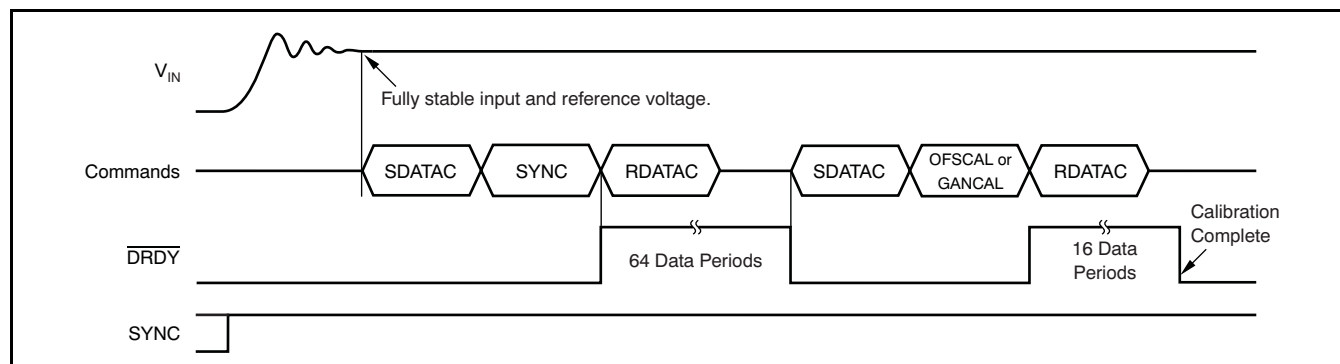 VIN
Fully stable input and reference voltage.
Commands
SDATAC
SYNC
RDATAC
SDATAC
OFSCAL or
GANCAL
RDATAC
Calibration
Complete
DRDY
64 Data Periods
16 Data
Periods
SYNC